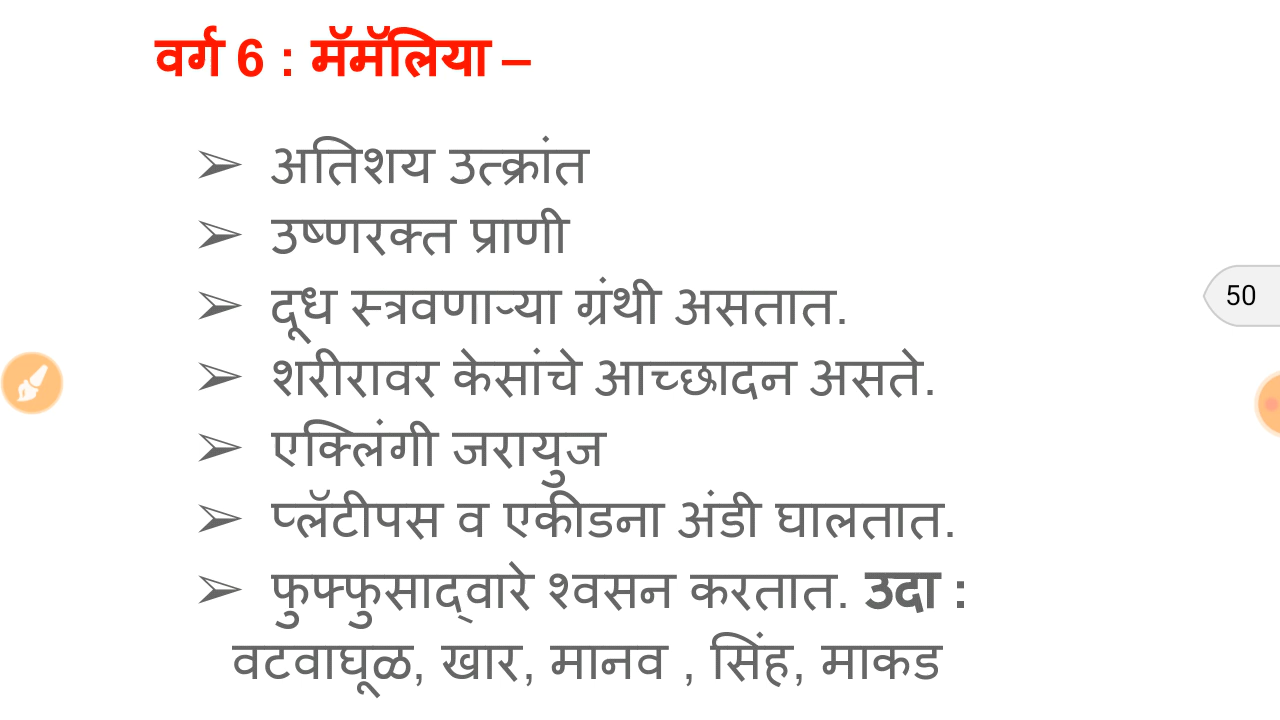 वर्ग 6 : मॅमॅलिया –
➢ अतिशय उत्क्रांत
➢ उष्णरक्त प्राणी
➢ दूध स्त्रवणाऱ्या ग्रंथी असतात.
➢ शरीरावर केसांचे आच्छादन असते.
50
➢ एक्लिंगी जरायुज
➢ प्लॅटीपस व एकीडना अंडी घालतात.
➢ फुफ्फुसाद्‌वारे श्वसन करतात. उदा :
वटवाघूळ, खार, मानव , सिंह, माकड